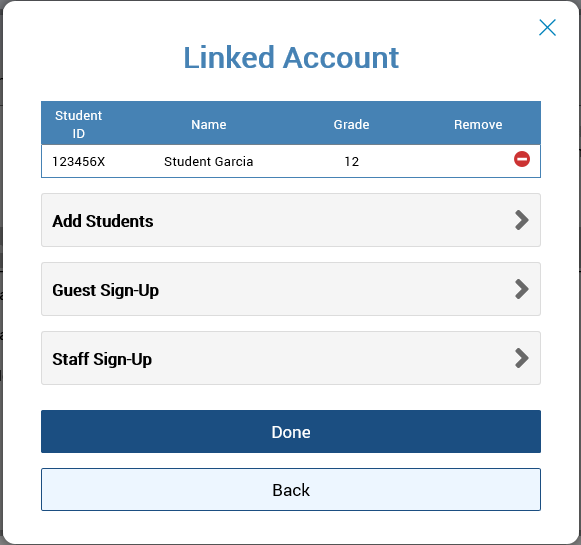 Linked Account
Student ID Name Grade Remove
123456X Student Garcia 12
Add Students
Guest Sign-Up
Staff Sign-Up
Done
Back